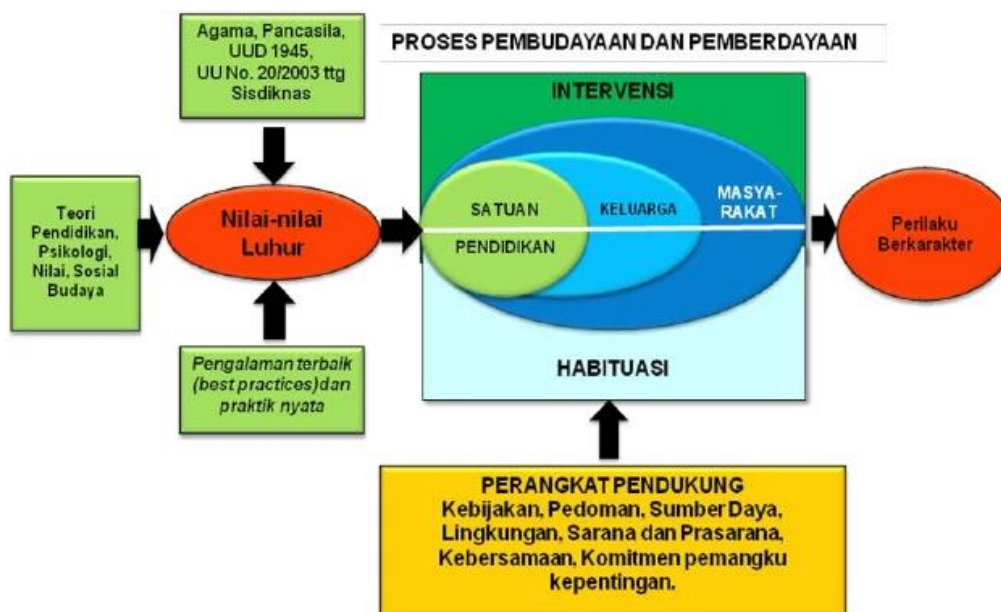 Agama, Pancasila,
UUD 1945,
UU No. 20/2003 ttg
Sisdiknas
PROSES PEMBUDAYAAN DAN PEMBERDAYAAN
INTERVENSI
Teori
Pendidikan,
Psikologi,
Nilai, Sosial
Budaya
Nilai-nilai
Luhur
SATUAN
PENDIDIKAN
KELUARGA
MASYA-
RAKAT
Perilaku
Berkarakter
Pengalaman terbaik
(best practices)dan
praktik nyata
HABITUASI
PERANGKAT PENDUKUNG
Kebijakan, Pedoman, Sumber Daya,
Lingkungan, Sarana dan Prasarana,
Kebersamaan, Komitmen pemangku
kepentingan.